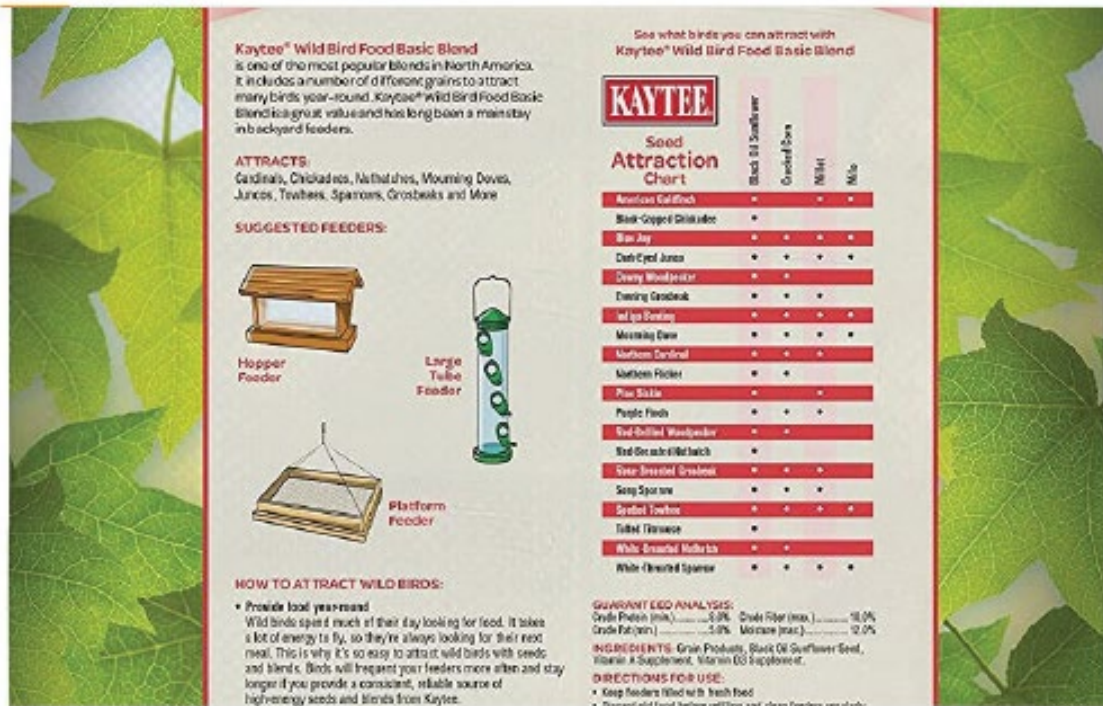 Kaytee® Wild Bird Food Basic Blend
is one of the most popular blends in North America.
It includes a number of different grains to attract
many birds year-round. Kaytee® Wild Bird Food Basic
Blend is a great value and has long been a mainstay
in backyard feeders.
ATTRACTS:
Cardinals, Chickadees, Nuthatches, Mourning Doves,
Juncos, Towhees, Sparrows, Grosbeaks and More
SUGGESTED FEEDERS:
Hopper
Feeder
Large
Tube
Feeder
Platform
Feeder
HOW TO ATTRACT WILD BIRDS:
• Provide food year-round
Wild birds spend much of their day looking for food. It takes
a lot of energy to fly, so they're always looking for their next
meal. This is why it's so easy to attract wild birds with seeds
and blends. Birds will frequent your feeders more often and stay
longer if you provide a consistent, reliable source of
high-energy seeds and blends from Kaytee.
See what birds you can attract with
Kaytee® Wild Bird Food Basic Blend
KAYTEE®
Seed
Attraction
Chart
Black Oil Sunflower
Cracked Corn
Millet
Milo
American Goldfinch • • •
Black-Capped Chickadee •
Blue Jay • • • •
Dark-Eyed Junco • • • •
Downy Woodpecker • •
Evening Grosbeak • • •
Indigo Bunting • • • •
Mourning Dove • • • •
Northern Cardinal • • •
Northern Flicker • •
Pine Siskin • •
Purple Finch • • •
Red-Bellied Woodpecker • •
Red-Breasted Nuthatch •
Rose-Breasted Grosbeak • • •
Song Sparrow • • •
Spotted Towhee • • • •
Tufted Titmouse •
White-Breasted Nuthatch • •
White-Throated Sparrow • • • •
GUARANTEED ANALYSIS:
Crude Protein (min.) 8.0% Crude Fiber (max.) 10.0%
Crude Fat (min.) 5.0% Moisture (max.) 12.0%
INGREDIENTS: Grain Products, Black Oil Sunflower Seed,
Vitamin A Supplement, Vitamin D3 Supplement.
DIRECTIONS FOR USE:
• Keep feeders filled with fresh food